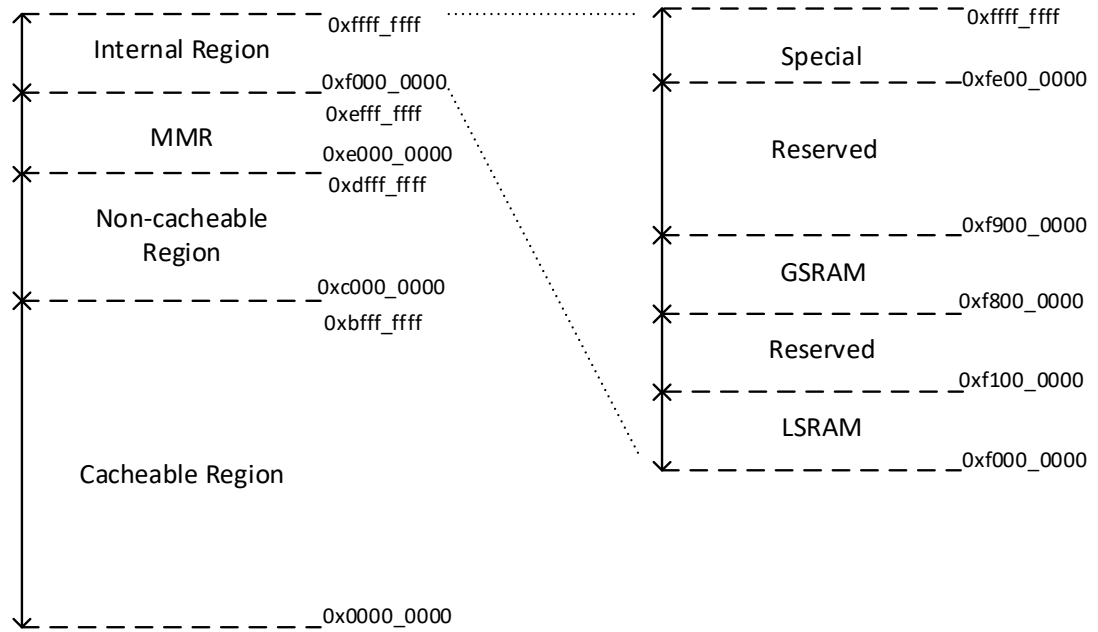 0xffff_ffff
Internal Region
0xf000_0000
0xefff_ffff
MMR
0xe000_0000
0xdfff_ffff
Non-cacheable
Region
0xc000_0000
0xbfff_ffff
Cacheable Region
0x0000_0000
0xffff_ffff
Special
0xfe00_0000
Reserved
0xf900_0000
GSRAM
0xf800_0000
Reserved
0xf100_0000
LSRAM
0xf000_0000